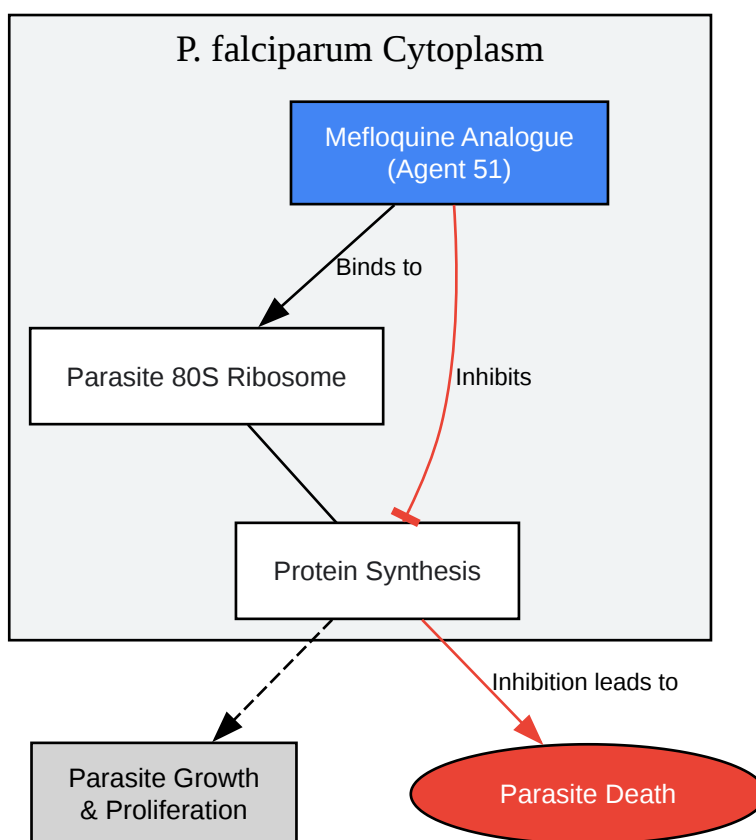 P. falciparum Cytoplasm
Mefloquine Analogue
(Agent 51)
Binds to
Parasite 80S Ribosome
Inhibits
Protein Synthesis
Inhibition leads to
Parasite Growth
& Proliferation
Parasite Death